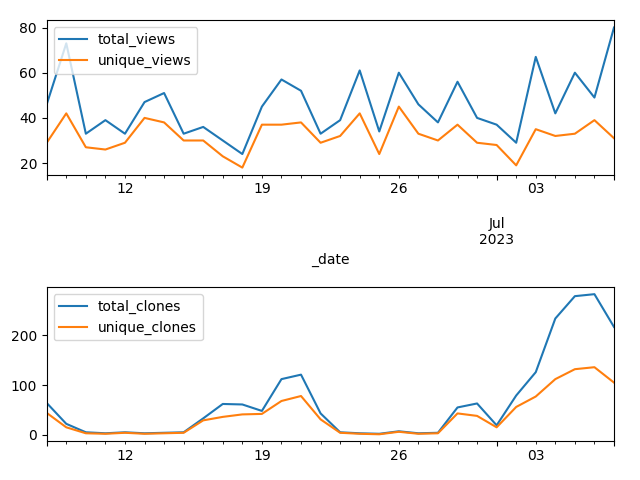 80
60
40
20
total_views
unique_views
12
19
26
03
Jul
2023
_date
200
100
0
total_clones
unique_clones
12
19
26
03